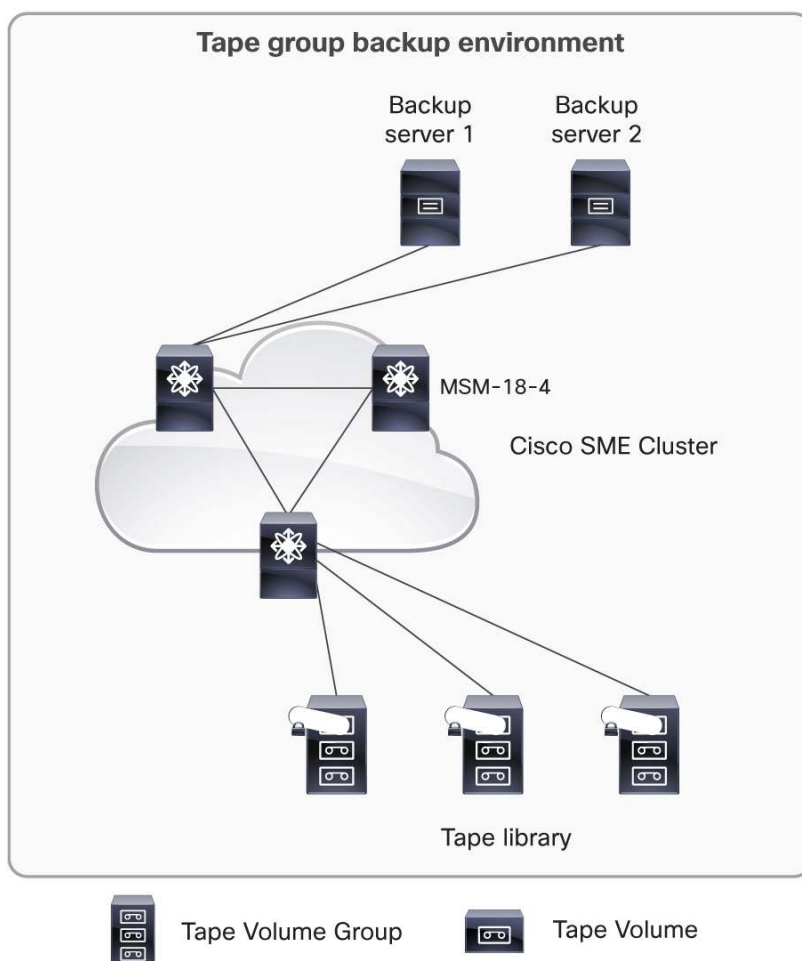 Tape group backup environment
Backup
server 1
Backup
server 2
MSM-18-4
Cisco SME Cluster
Tape library
Tape Volume Group
Tape Volume